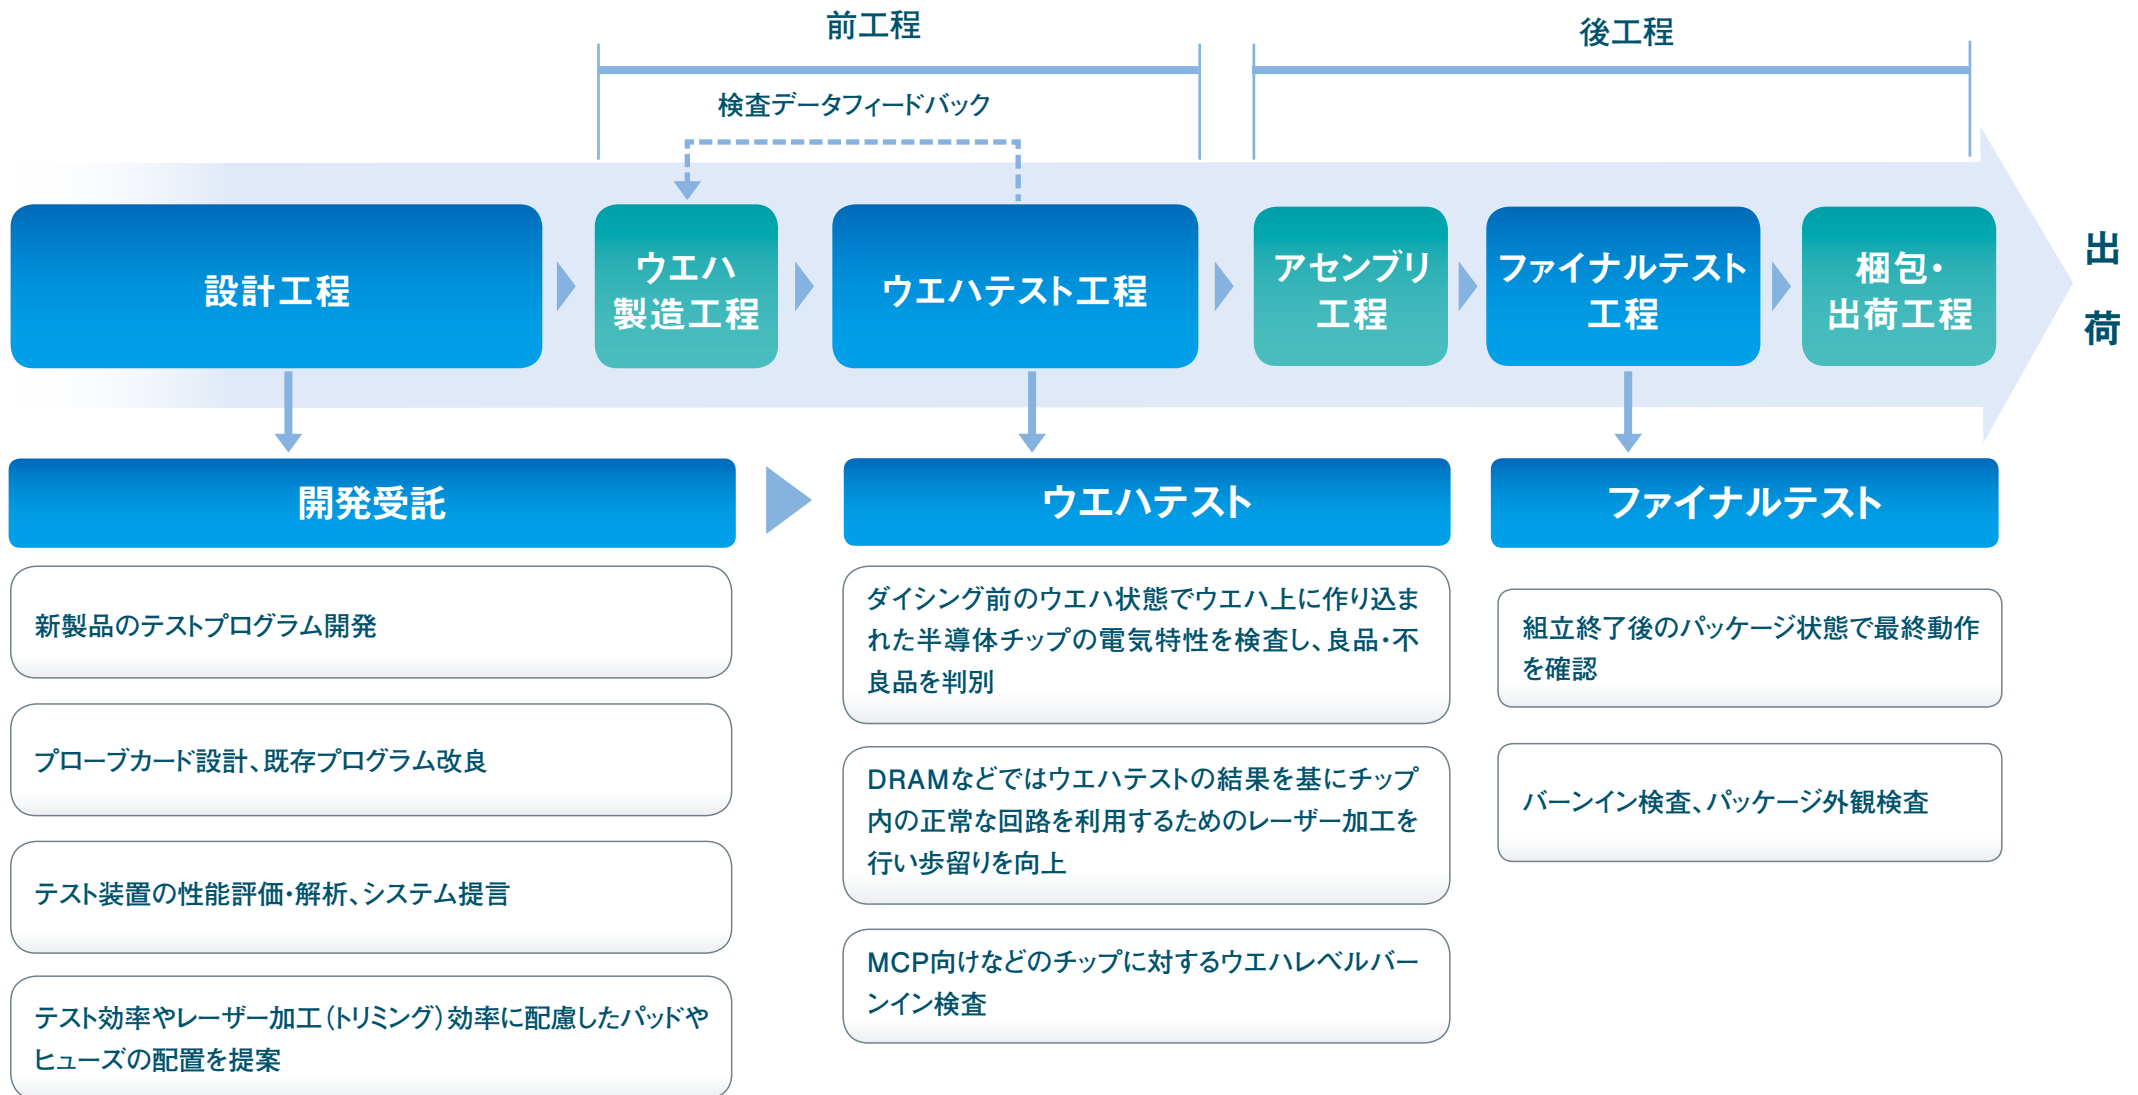 前工程
後工程
検査データフィードバック
設計工程
ウエハ
製造工程
ウエハテスト工程
アセンブリ
工程
ファイナルテスト
工程
梱包・
出荷工程
出
荷
開発受託
新製品のテストプログラム開発
プローブカード設計、既存プログラム改良
テスト装置の性能評価・解析、システム提言
テスト効率やレーザー加工（トリミング）効率に配慮したパッドや
ヒューズの配置を提案
ウエハテスト
ダイシング前のウエハ状態でウエハ上に作り込ま
れた半導体チップの電気特性を検査し、良品・不
良品を判別
DRAMなどではウエハテストの結果を基にチップ
内の正常な回路を利用するためのレーザー加工を
行い歩留りを向上
MCP向けなどのチップに対するウエハレベルバー
ンイン検査
ファイナルテスト
組立終了後のパッケージ状態で最終動作
を確認
バーンイン検査、パッケージ外観検査